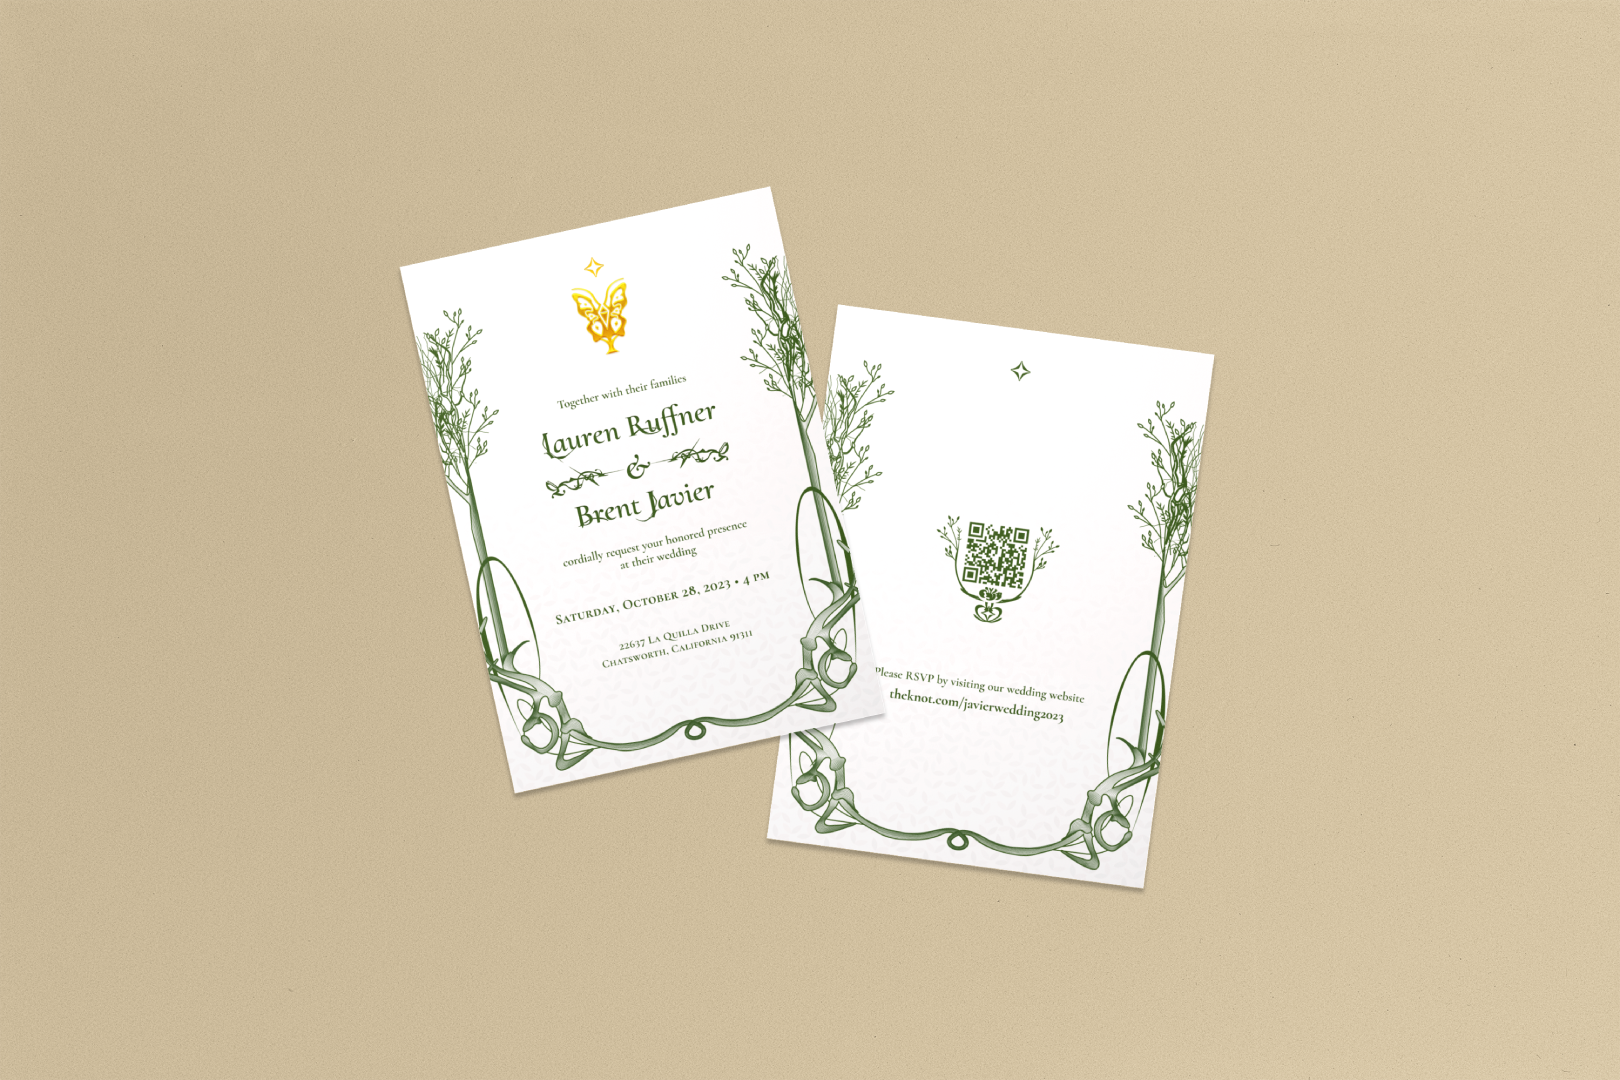 Together with their families
Lauren Ruffner
&
Brent Javier
cordially request your honored presence
at their wedding
Saturday, October 28, 2023 • 4 pm
22637 La Quilla Drive
Chatsworth, California 91311
Please RSVP by visiting our wedding website
theknot.com/javierwedding2023